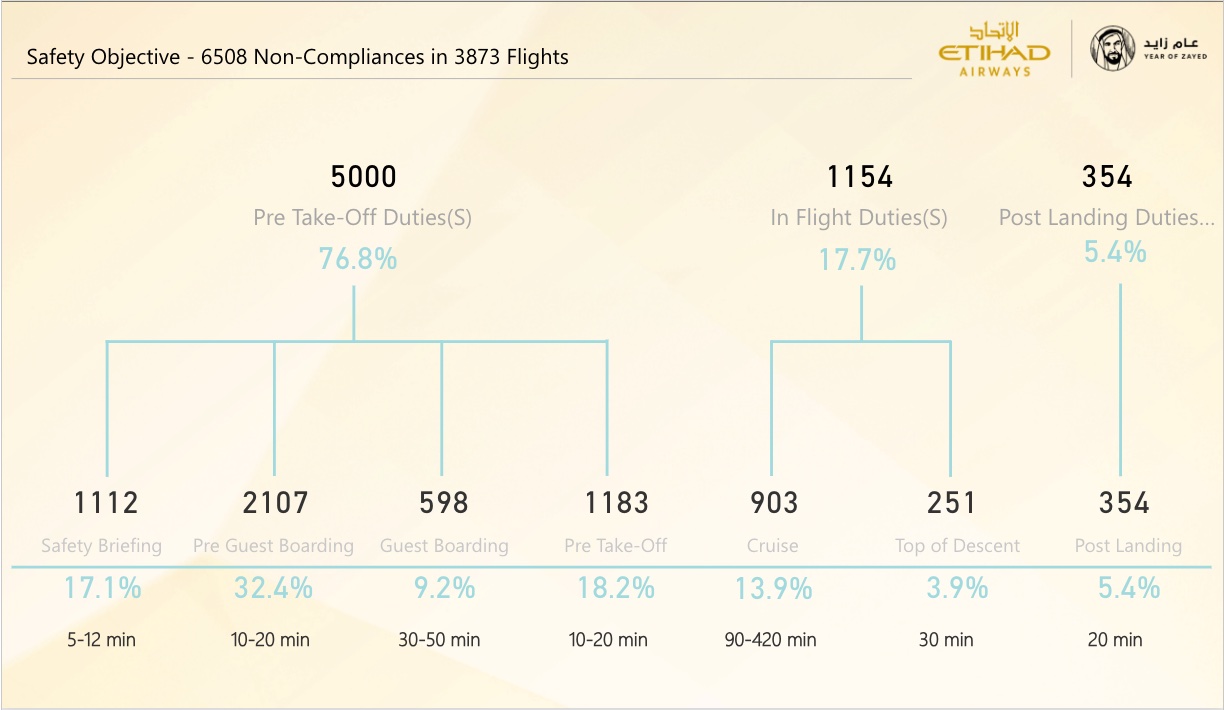 Safety Objective - 6508 Non-Compliances in 3873 Flights
الإتحاد
ETIHAD
AIRWAYS
عام زايد
YEAR OF ZAYED
5000
1154
354
Pre Take-Off Duties(S)
In Flight Duties(S)
Post Landing Duties...
76.8%
17.7%
5.4%
1112
2107
598
1183
903
251
354
Safety Briefing
Pre Guest Boarding
Guest Boarding
Pre Take-Off
Cruise
Top of Descent
Post Landing
17.1%
32.4%
9.2%
18.2%
13.9%
3.9%
5.4%
5-12 min
10-20 min
30-50 min
10-20 min
90-420 min
30 min
20 min